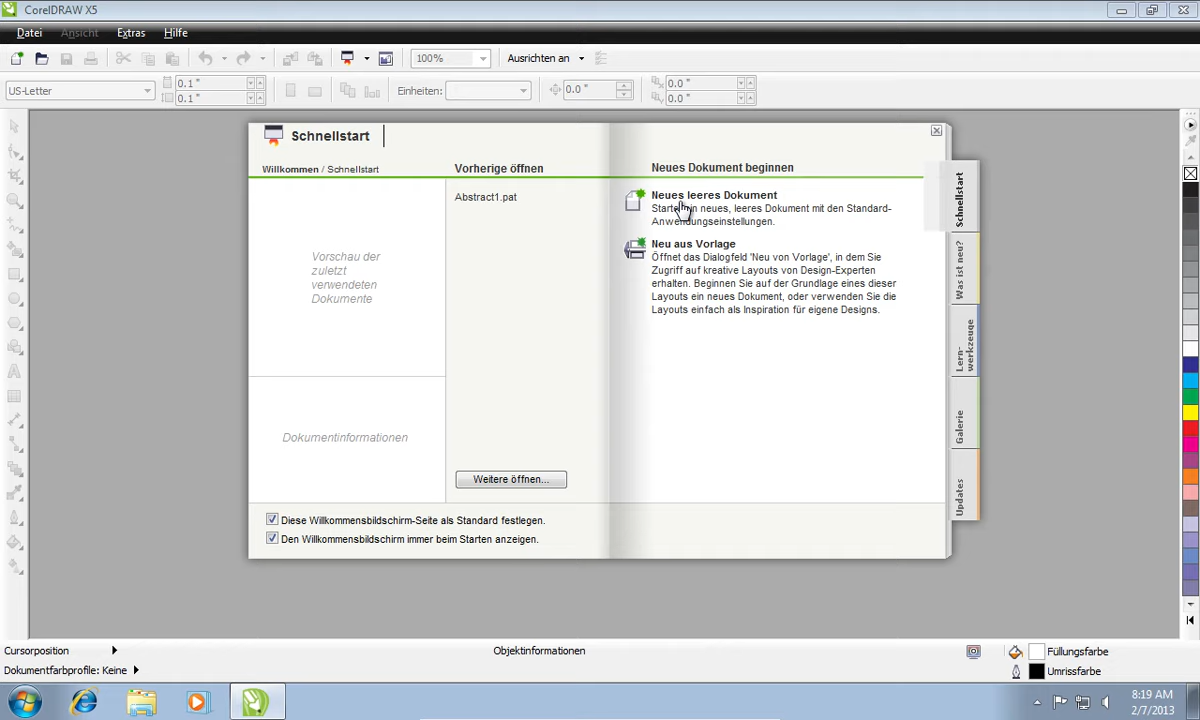 CorelDRAW X5
Datei Ansicht Extras Hilfe
100% Ausrichten an
US-Letter 0.1 " 0.1 " Einheiten: 0.0 " 0.0 " 0.0 "
Schnellstart
Willkommen / Schnellstart
Vorherige öffnen
Neues Dokument beginnen
Abstract1.pat
Vorschau der
zuletzt
verwendeten
Dokumente
Dokumentinformationen
Weitere öffnen...
Neues leeres Dokument
neues, leeres Dokument mit den Standard-
Anwendungseinstellungen.
Neu aus Vorlage
Öffnet das Dialogfeld 'Neu von Vorlage', in dem Sie
Zugriff auf kreative Layouts von Design-Experten
erhalten. Beginnen Sie auf der Grundlage eines dieser
Layouts ein neues Dokument, oder verwenden Sie die
Layouts einfach als Inspiration für eigene Designs.
Schnellstart
Was ist neu?
Lern-
werkzeuge
Galerie
Updates
Diese Willkommensbildschirm-Seite als Standard festlegen.
Den Willkommensbildschirm immer beim Starten anzeigen.
Cursorposition
Objektinformationen
Füllungsfarbe
Dokumentfarbprofile: Keine
Umrissfarbe
8:19 AM
2/7/2013